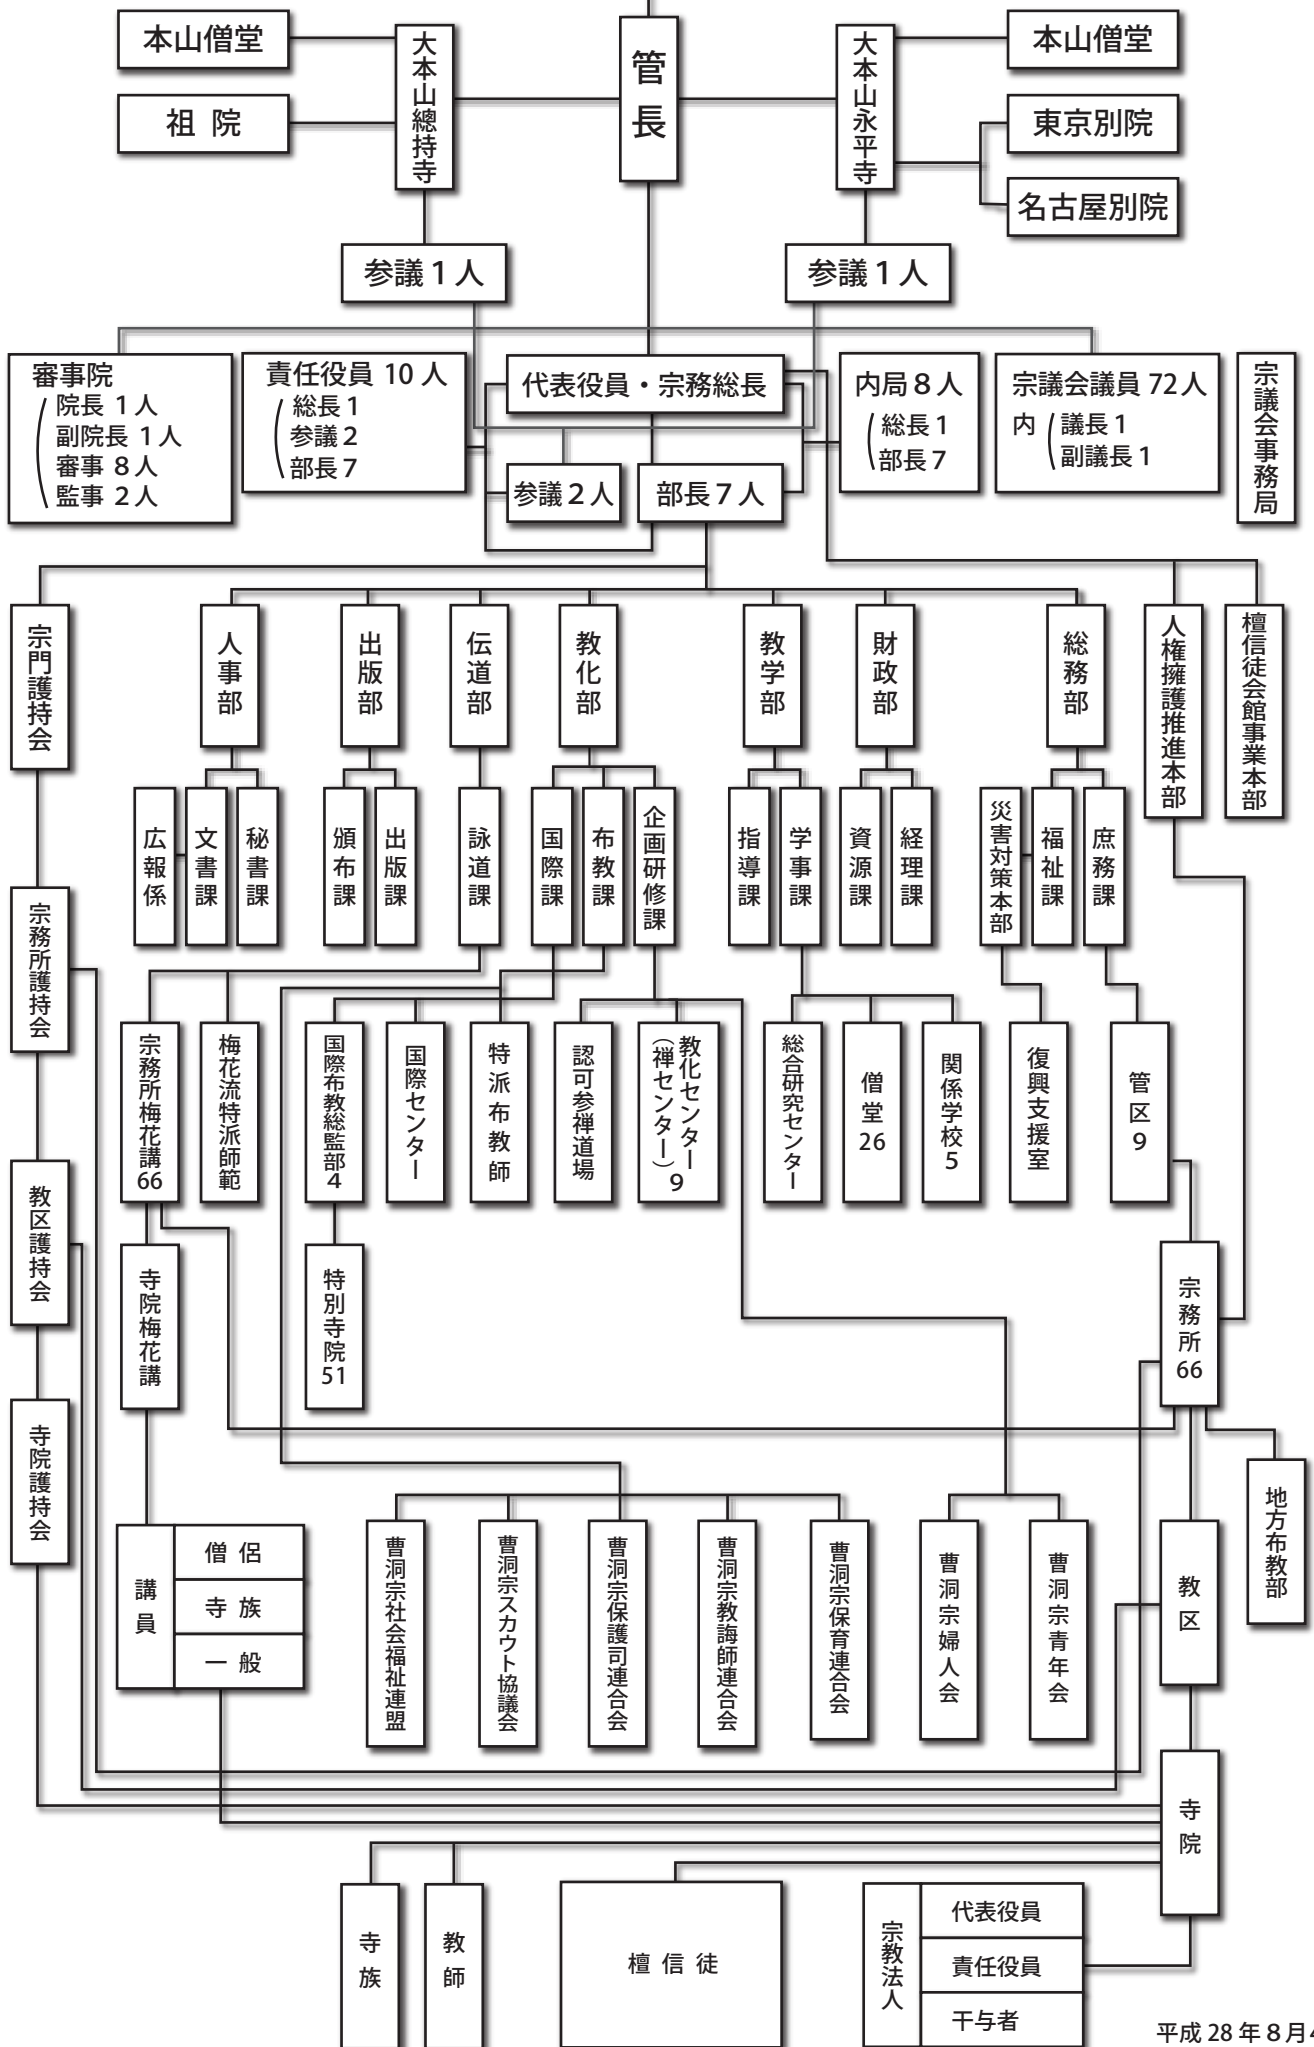 本山僧堂
祖院
大本山總持寺
管長
大本山永平寺
本山僧堂
東京別院
名古屋別院
参議1人
参議1人
審事院
院長 1人
副院長 1人
審事 8人
監事 2人
責任役員 10人
総長1
参議2
部長7
代表役員・宗務総長
参議2人
部長7人
内局8人
総長1
部長7
宗議会議員 72人
内
議長1
副議長1
宗議会事務局
宗門護持会
人事部
出版部
伝道部
教化部
教学部
財政部
総務部
人権擁護推進本部
檀信徒会館事業本部
広報係
文書課
秘書課
頒布課
出版課
詠道課
国際課
布教課
企画研修課
指導課
学事課
資源課
経理課
災害対策本部
福祉課
庶務課
宗務所護持会
宗務所梅花講66
梅花流特派師範
国際布教総監部4
国際センター
特派布教師
認可参禅道場
教化センター
(禅センター)9
総合研究センター
僧堂26
関係学校5
復興支援室
管区9
教区護持会
寺院梅花講
特別寺院51
宗務所66
寺院護持会
講員
僧侶
寺族
一般
曹洞宗社会福祉連盟
曹洞宗スカウト協議会
曹洞宗保護司連合会
曹洞宗教誨師連合会
曹洞宗保育連合会
曹洞宗婦人会
曹洞宗青年会
教区
地方布教部
寺院
寺族
教師
檀信徒
宗教法人
代表役員
責任役員
干与者
平成28年8月